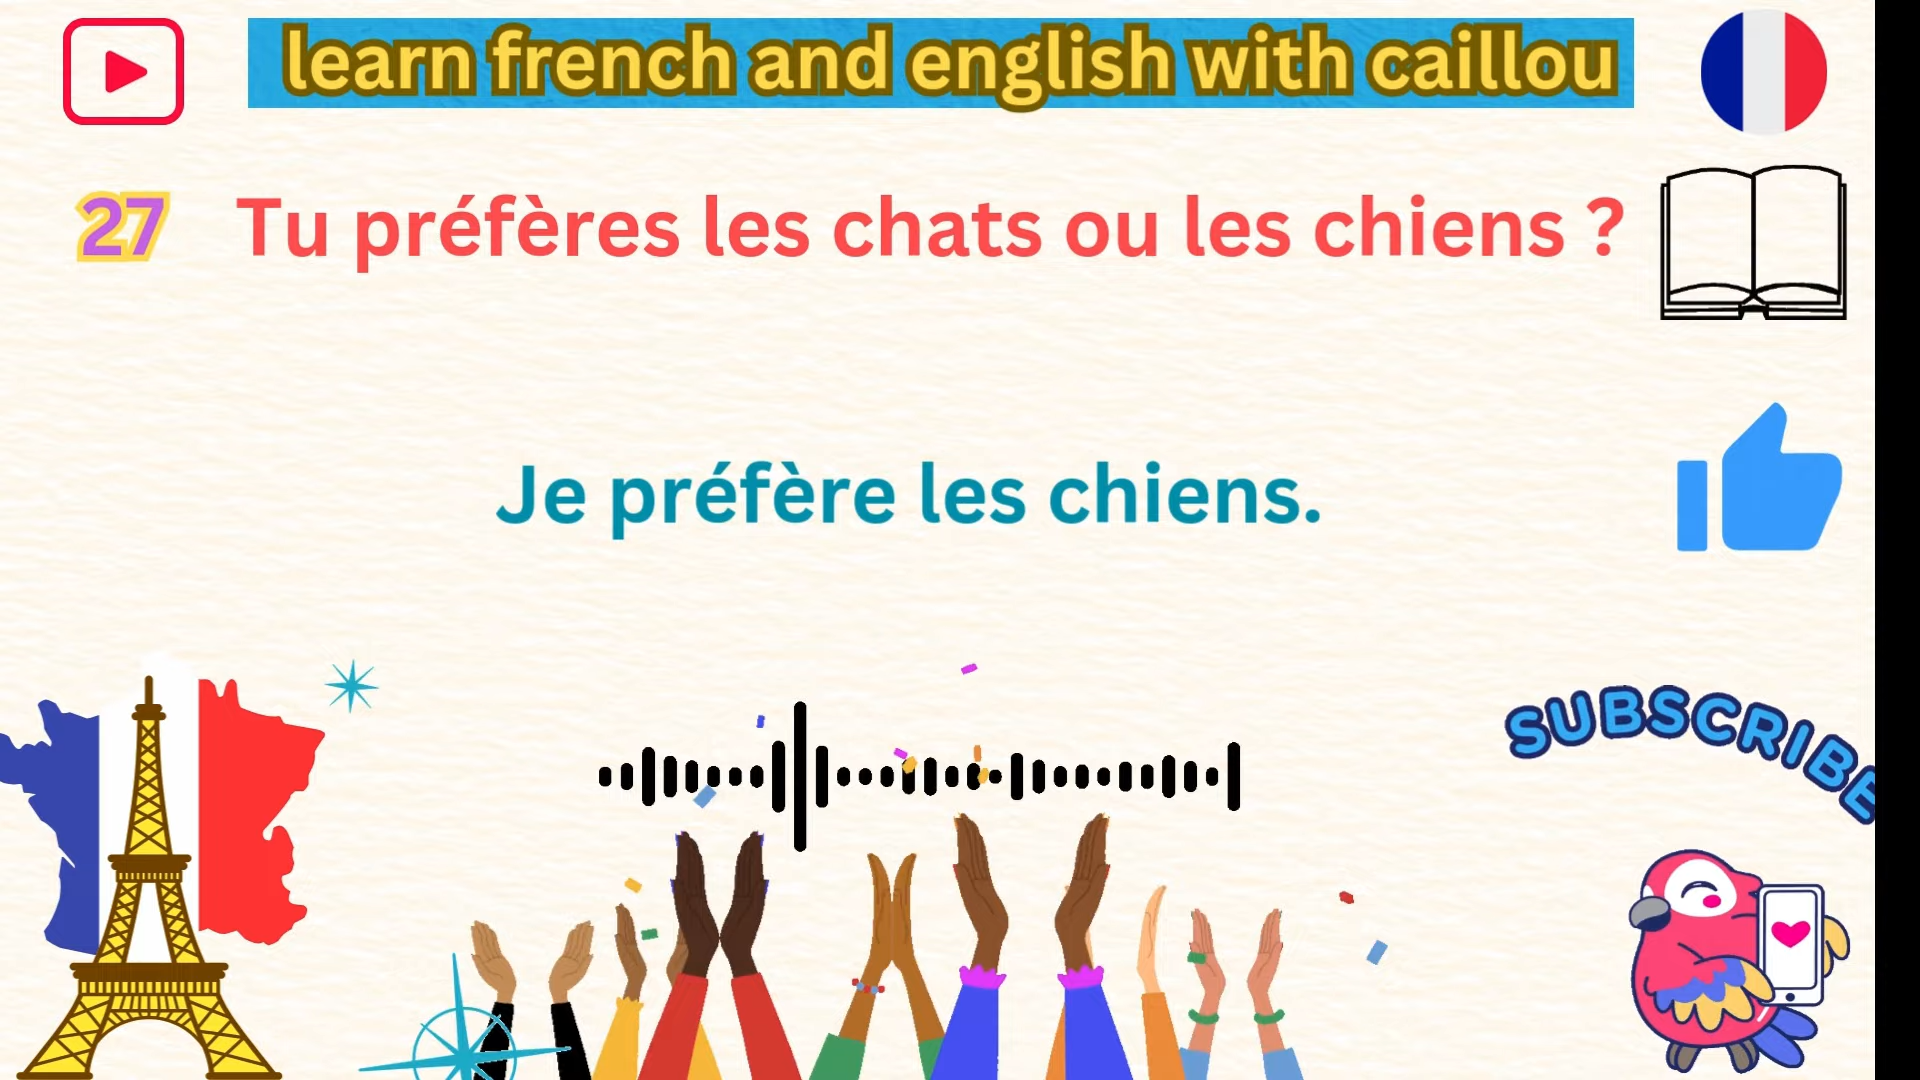 learn french and english with caillou
27 Tu préfères les chats ou les chiens ?
Je préfère les chiens.
SUBSCRIBE